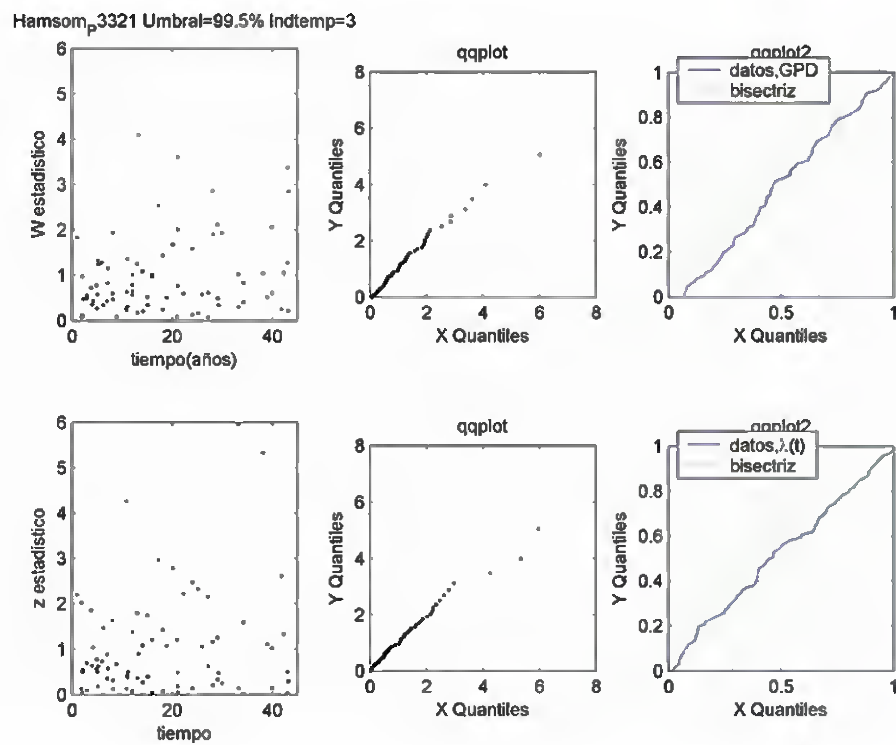 Hamsom_P3321 Umbral=99.5% Indtemp=3
6
5
4
3
2
1
0
0 20 40
W estadistico
tiempo(años)
qqplot
8
6
4
2
0
0 2 4 6 8
Y Quantiles
X Quantiles
qqplot2
datos,GPD
bisectriz
1
0.8
0.6
0.4
0.2
0
0 0.5 1
Y Quantiles
X Quantiles
6
5
4
3
2
1
0
0 20 40
z estadistico
tiempo
qqplot
8
6
4
2
0
0 2 4 6 8
Y Quantiles
X Quantiles
qqplot2
datos,λ(t)
bisectriz
1
0.8
0.6
0.4
0.2
0
0 0.5 1
Y Quantiles
X Quantiles